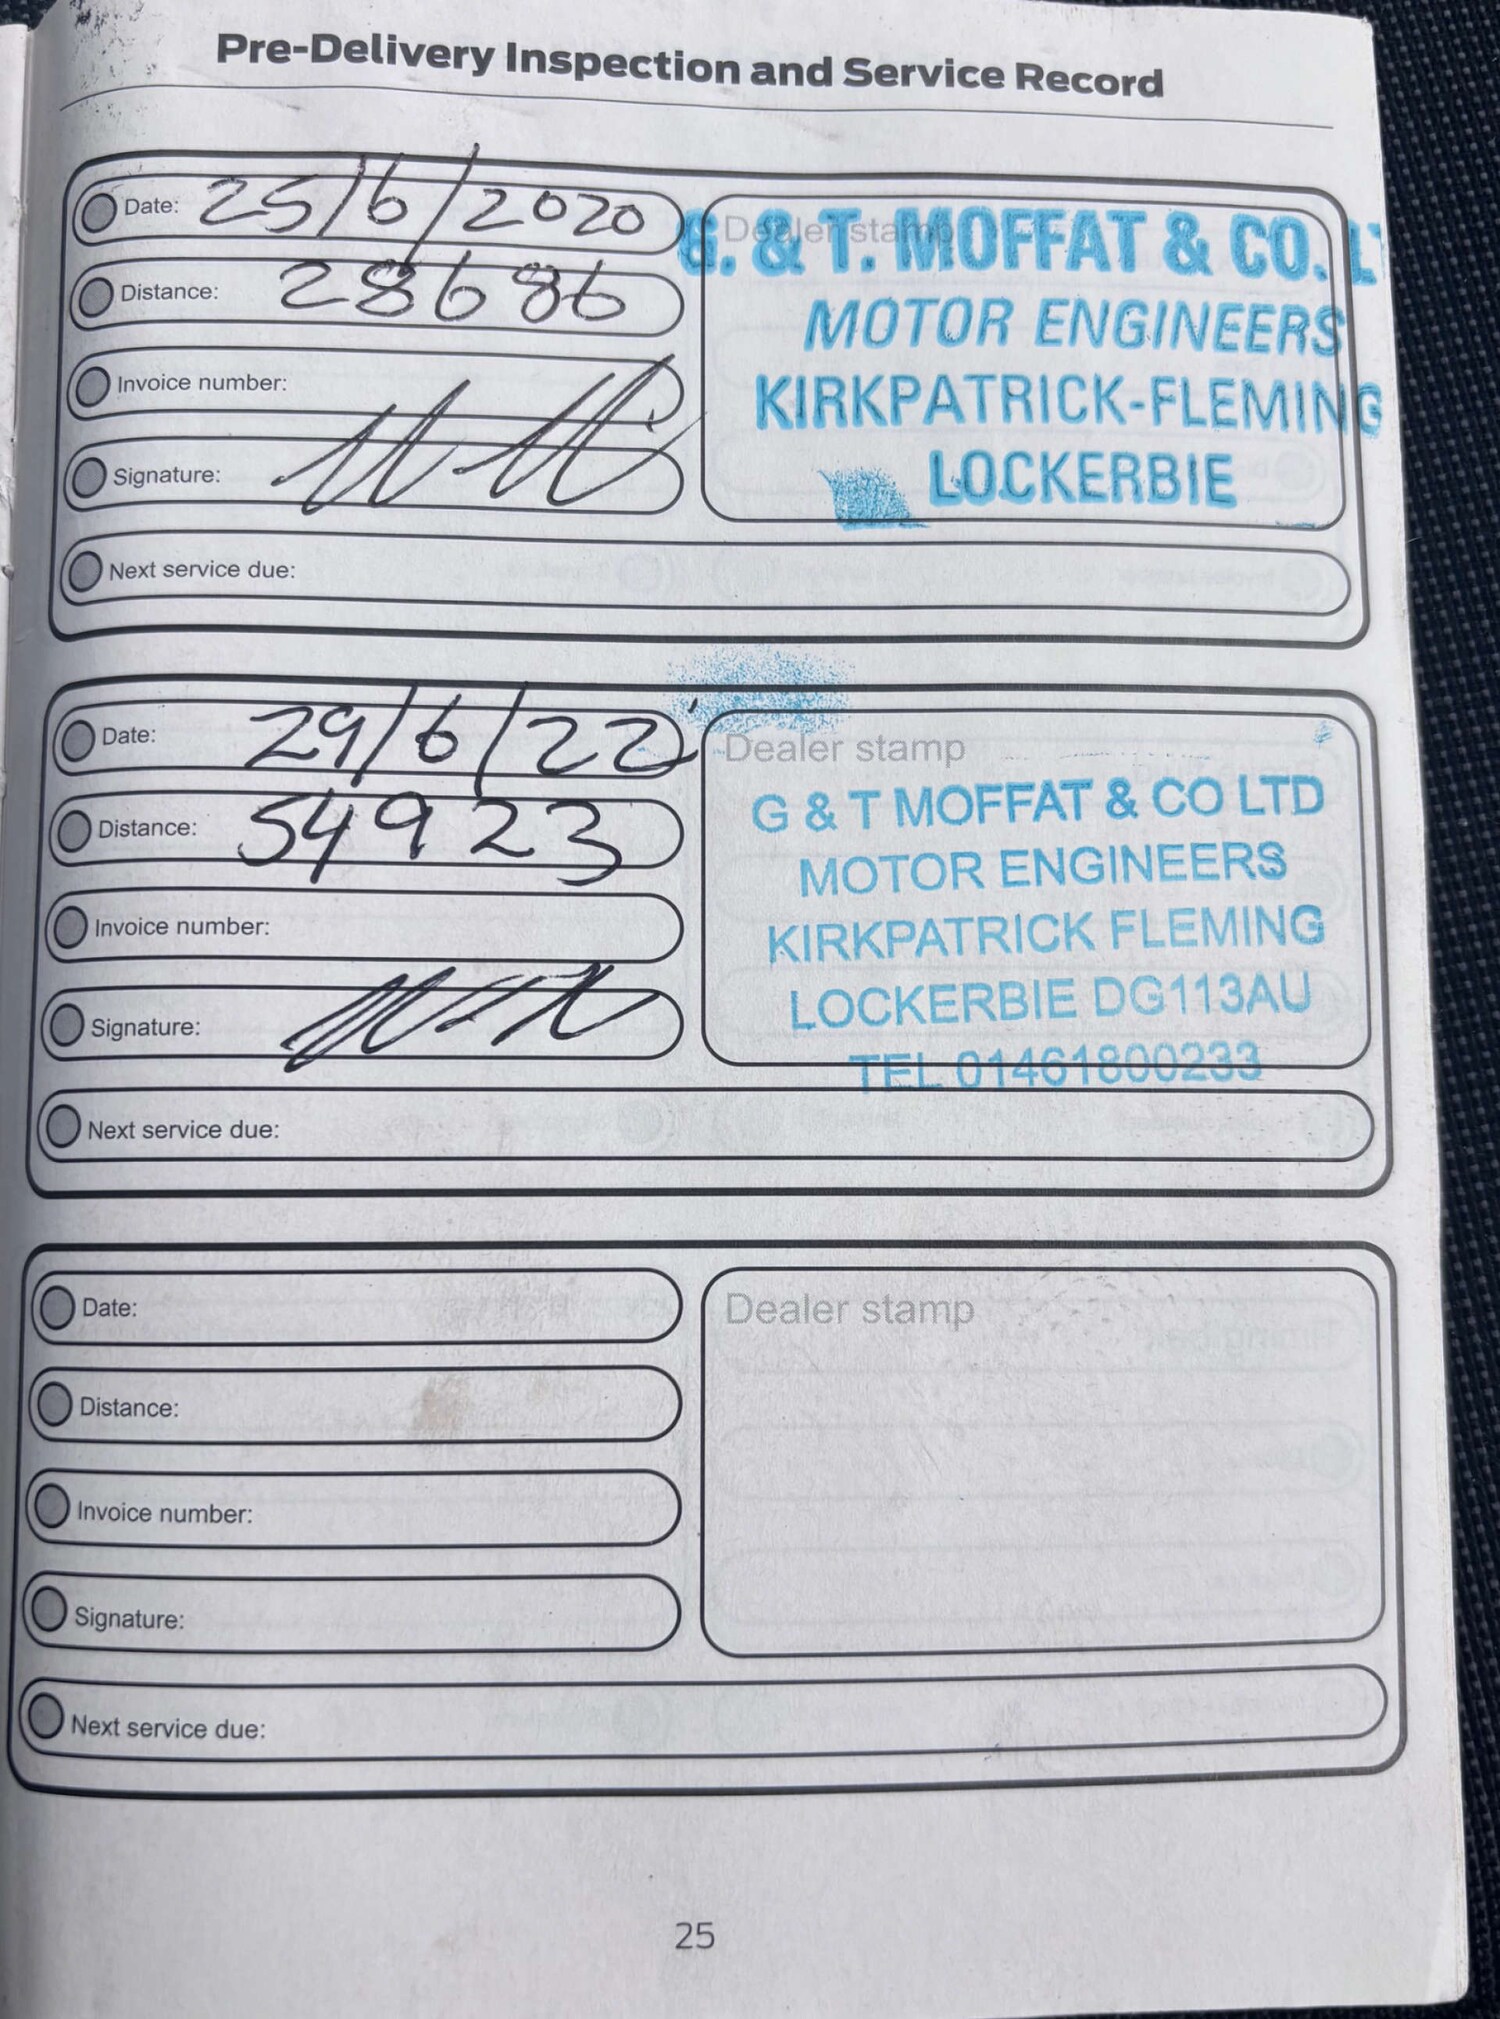 Pre-Delivery Inspection and Service Record
Date: 25/6/2020
Distance: 28686
Invoice number:
Signature:
Next service due:
Dealer stamp
G. & T. MOFFAT & CO. LT
MOTOR ENGINEERS
KIRKPATRICK-FLEMING
LOCKERBIE
Date: 29/6/22
Distance: 54923
Invoice number:
Signature:
Next service due:
Dealer stamp
G & T MOFFAT & CO LTD
MOTOR ENGINEERS
KIRKPATRICK FLEMING
LOCKERBIE DG113AU
TEL 01461800233
Date:
Distance:
Invoice number:
Signature:
Next service due:
Dealer stamp
25